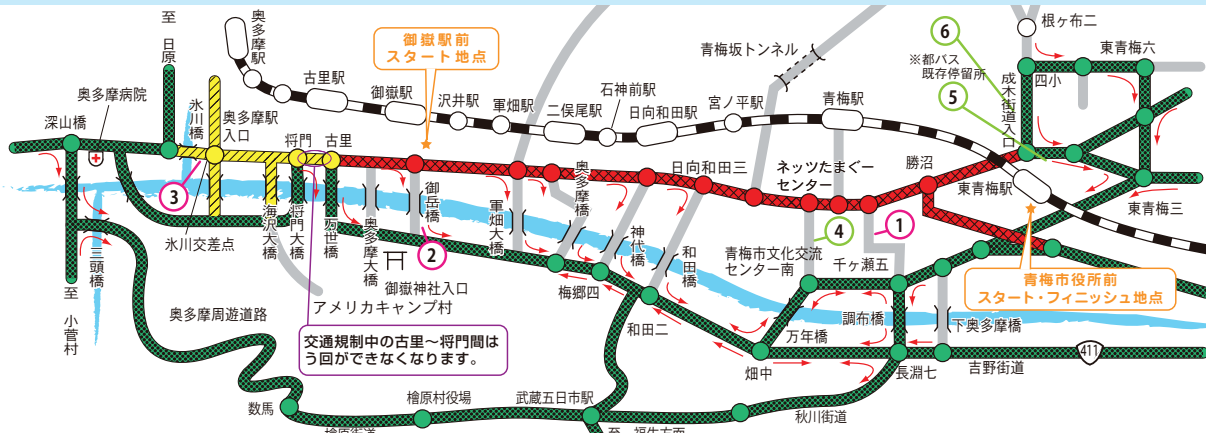 至
日原
奥多摩駅
古里駅
御嶽駅
御嶽駅前
スタート地点
沢井駅
軍畑駅
二俣尾駅
石神前駅
日向和田駅
宮ノ平駅
青梅駅
青梅坂トンネル
根ヶ布二
東青梅六
四小
6
※都バス
既存停留所
5
成木街道入口
東青梅駅
東青梅三
奥多摩病院
深山橋
氷川橋
奥多摩駅
入口
将門
古里
3
氷川交差点
海沢大橋
将門大橋
万世橋
奥多摩大橋
御岳橋
2
御嶽神社入口
アメリカキャンプ村
軍畑大橋
奥多摩橋
神代橋
和田橋
日向和田三
ネッツたまぐー
センター
勝沼
4
1
青梅市文化交流
センター南
千ヶ瀬五
青梅市役所前
スタート・フィニッシュ地点
三頭橋
至
小菅村
奥多摩周遊道路
交通規制中の古里～将門間は
う回ができなくなります。
梅郷四
和田二
万年橋
調布橋
下奥多摩橋
畑中
長淵七
吉野街道
411
数馬
檜原村役場
武蔵五日市駅
秋川街道
檜原街道
至 福生方面